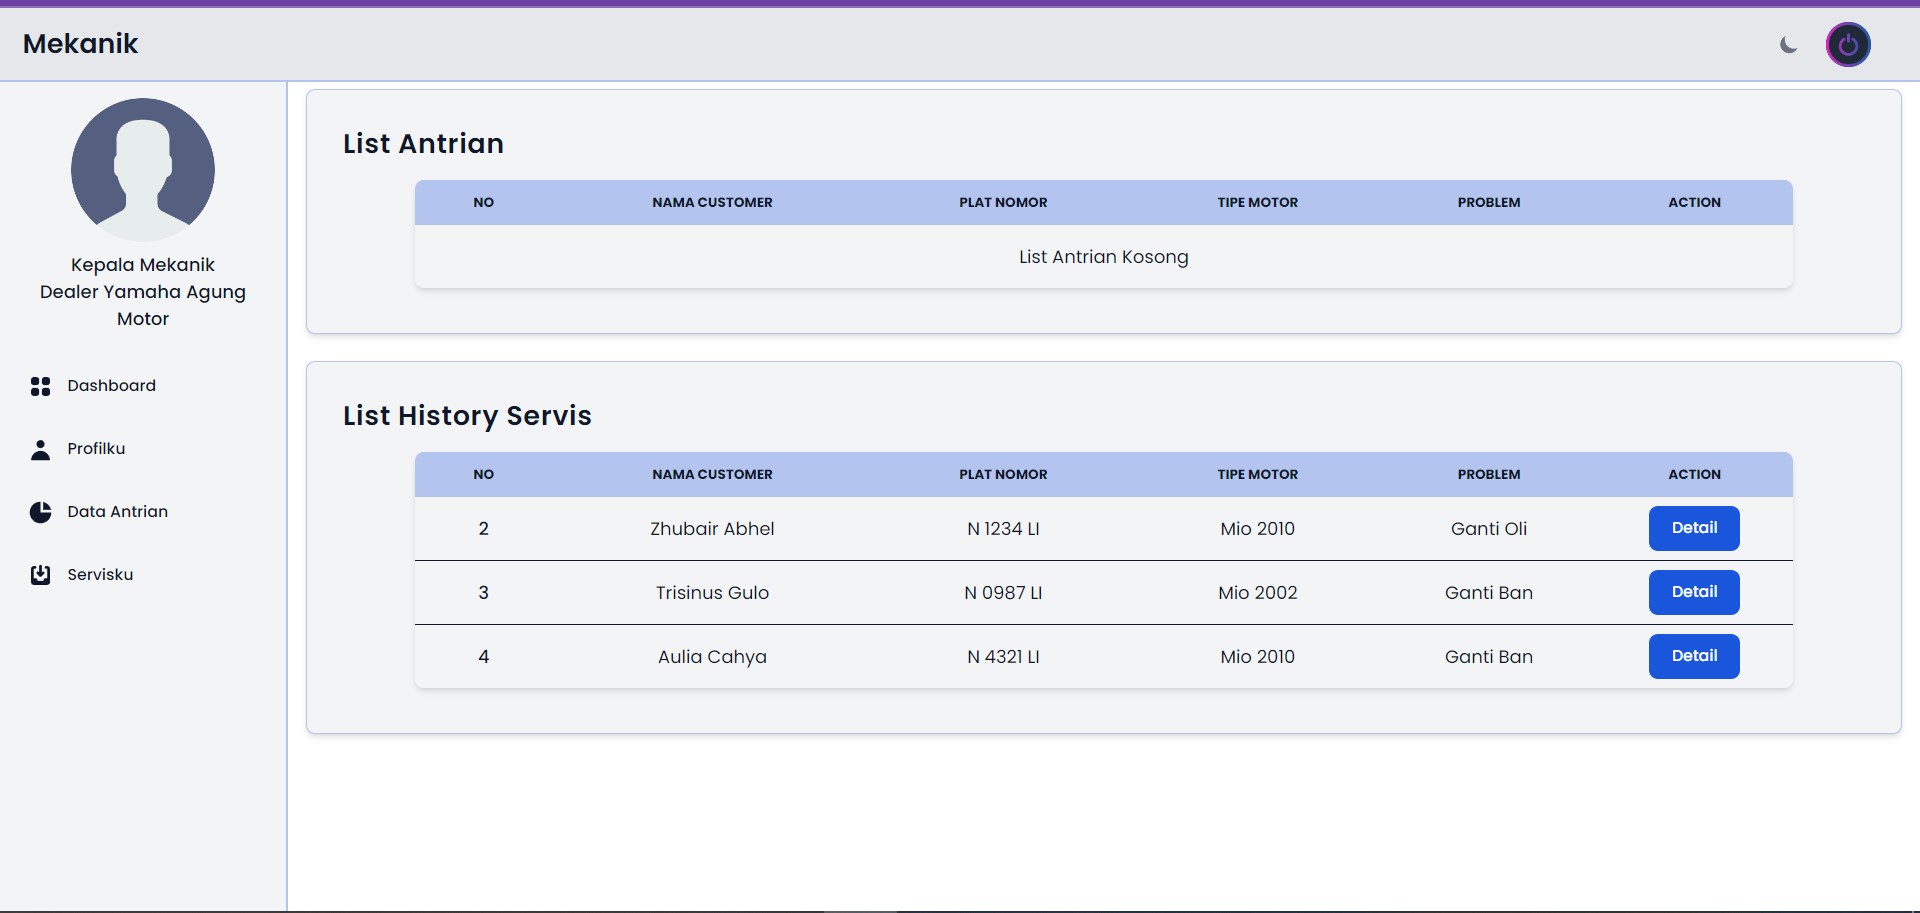 Mekanik
Kepala Mekanik
Dealer Yamaha Agung
Motor
Dashboard
Profilku
Data Antrian
Servisku
List Antrian
NO NAMA CUSTOMER PLAT NOMOR TIPE MOTOR PROBLEM ACTION
List Antrian Kosong
List History Servis
NO NAMA CUSTOMER PLAT NOMOR TIPE MOTOR PROBLEM ACTION
2 Zhubair Abhel N 1234 LI Mio 2010 Ganti Oli Detail
3 Trisinus Gulo N 0987 LI Mio 2002 Ganti Ban Detail
4 Aulia Cahya N 4321 LI Mio 2010 Ganti Ban Detail